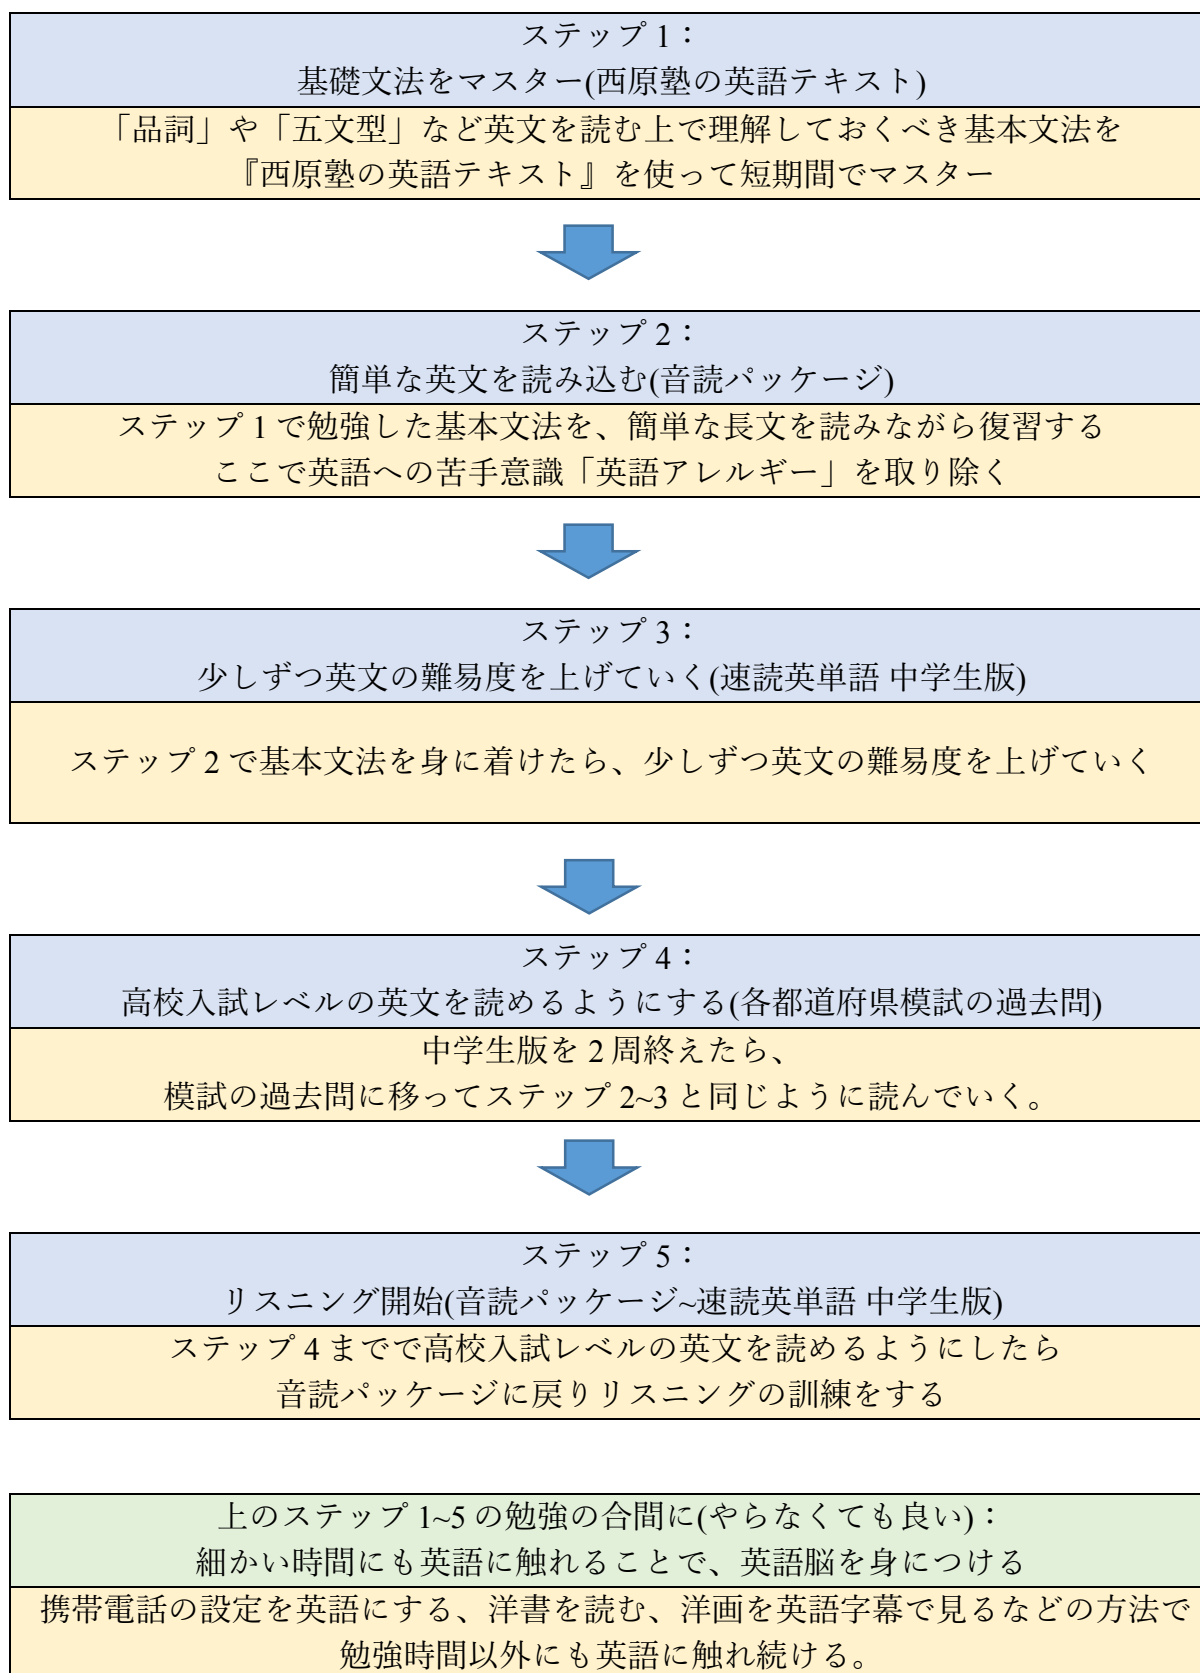 ステップ 1：
基礎文法をマスター(西原塾の英語テキスト)
「品詞」や「五文型」など英文を読む上で理解しておくべき基本文法を
『西原塾の英語テキスト』を使って短期間でマスター
ステップ 2：
簡単な英文を読み込む(音読パッケージ)
ステップ 1 で勉強した基本文法を、簡単な長文を読みながら復習する
ここで英語への苦手意識「英語アレルギー」を取り除く
ステップ 3：
少しずつ英文の難易度を上げていく(速読英単語 中学生版)
ステップ 2 で基本文法を身に着けたら、少しずつ英文の難易度を上げていく
ステップ 4：
高校入試レベルの英文を読めるようにする(各都道府県模試の過去問)
中学生版を 2 周終えたら、
模試の過去問に移ってステップ 2~3 と同じように読んでいく。
ステップ 5：
リスニング開始(音読パッケージ~速読英単語 中学生版)
ステップ 4 までで高校入試レベルの英文を読めるようにしたら
音読パッケージに戻りリスニングの訓練をする
上のステップ 1~5 の勉強の合間に(やらなくても良い)：
細かい時間にも英語に触れることで、英語脳を身につける
携帯電話の設定を英語にする、洋書を読む、洋画を英語字幕で見るなどの方法で
勉強時間以外にも英語に触れ続ける。